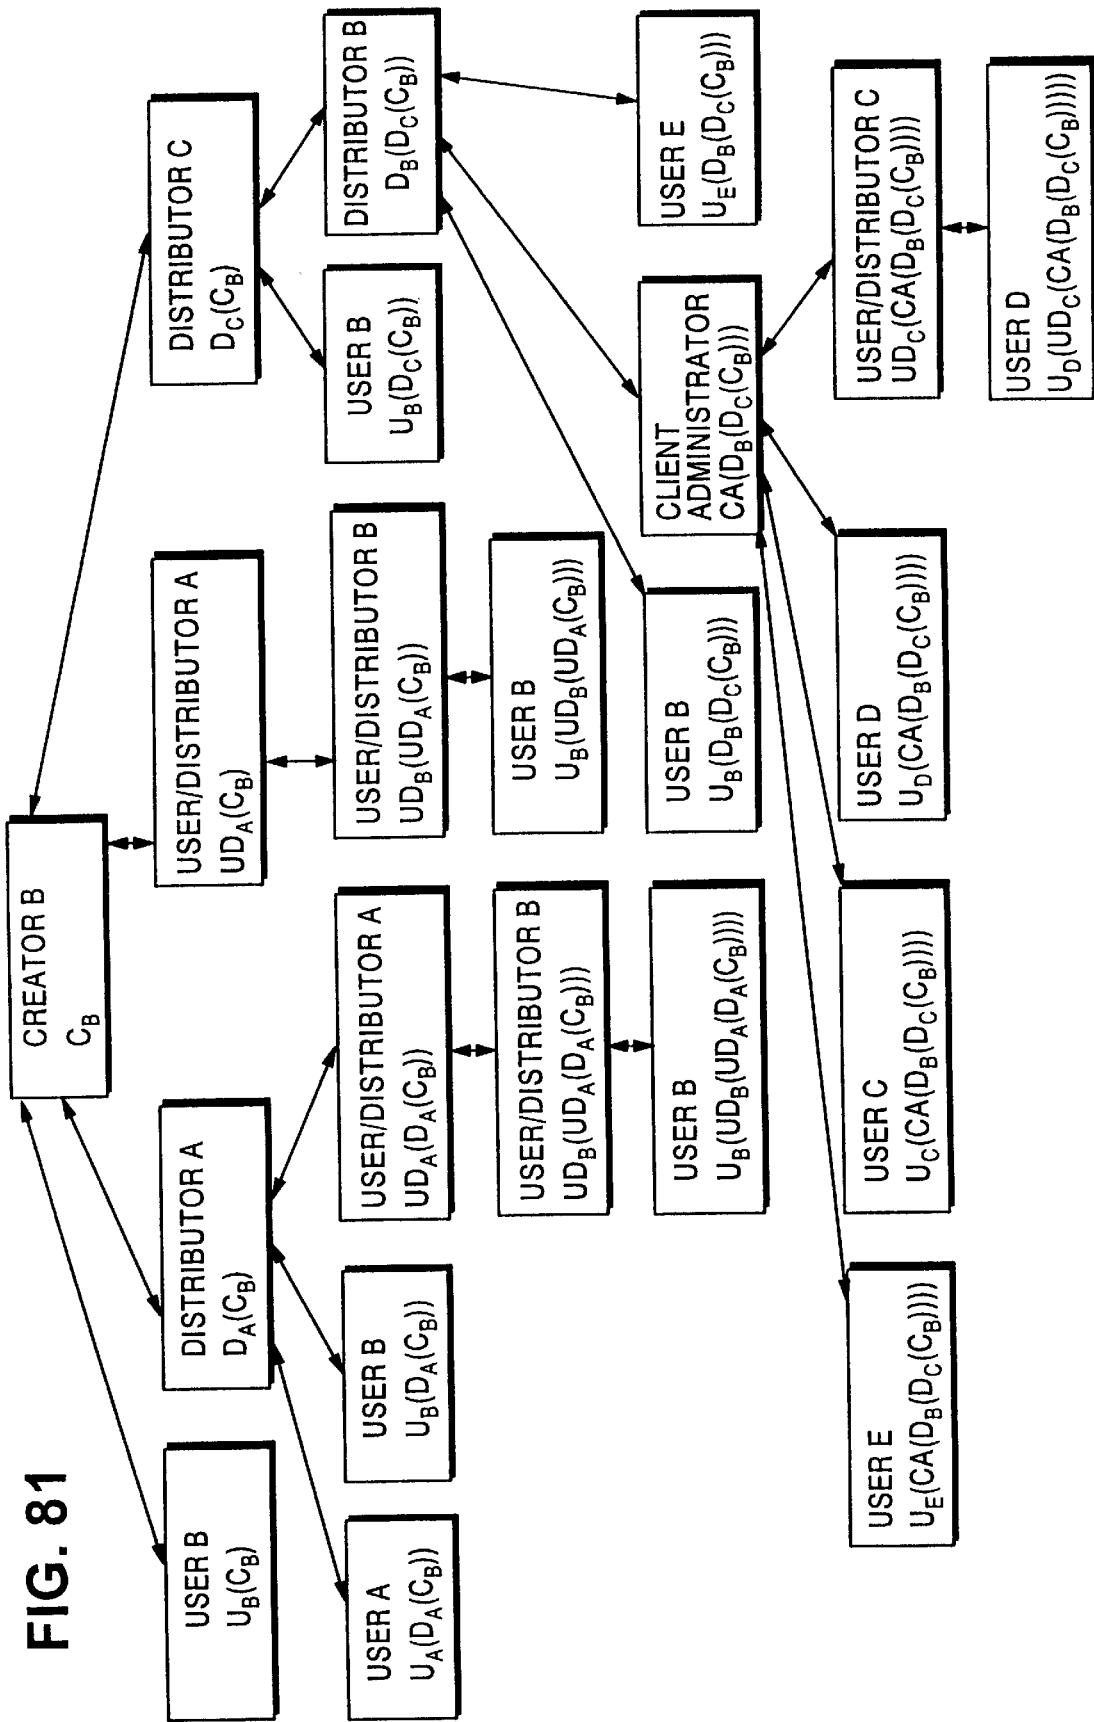 FIG. 81
CREATOR B
C_B
USER B
U_B(C_B)
DISTRIBUTOR A
D_A(C_B)
USER/DISTRIBUTOR A
UD_A(C_B)
DISTRIBUTOR C
D_C(C_B)
USER A
U_A(D_A(C_B))
USER B
U_B(D_A(C_B))
USER/DISTRIBUTOR A
UD_A(D_A(C_B))
USER/DISTRIBUTOR B
UD_B(UD_A(C_B))
USER B
U_B(D_C(C_B))
DISTRIBUTOR B
D_B(D_C(C_B))
USER/DISTRIBUTOR B
UD_B(UD_A(D_A(C_B)))
USER B
U_B(UD_B(UD_A(C_B)))
USER B
U_B(UD_B(UD_A(D_A(C_B))))
USER B
U_B(D_B(D_C(C_B)))
CLIENT
ADMINISTRATOR
CA(D_B(D_C(C_B)))
USER E
U_E(D_B(D_C(C_B)))
USER E
U_E(CA(D_B(D_C(C_B))))
USER C
U_C(CA(D_B(D_C(C_B))))
USER D
U_D(CA(D_B(D_C(C_B))))
USER/DISTRIBUTOR C
UD_C(CA(D_B(D_C(C_B))))
USER D
U_D(UD_C(CA(D_B(D_C(C_B)))))